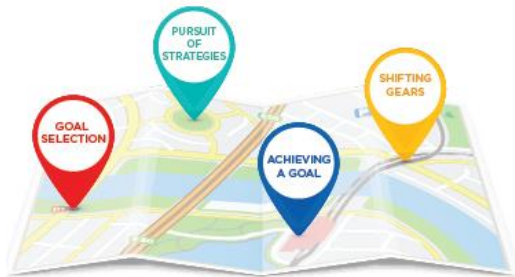 GOAL
SELECTION
PURSUIT
OF
STRATEGIES
ACHIEVING
A GOAL
SHIFTING
GEARS